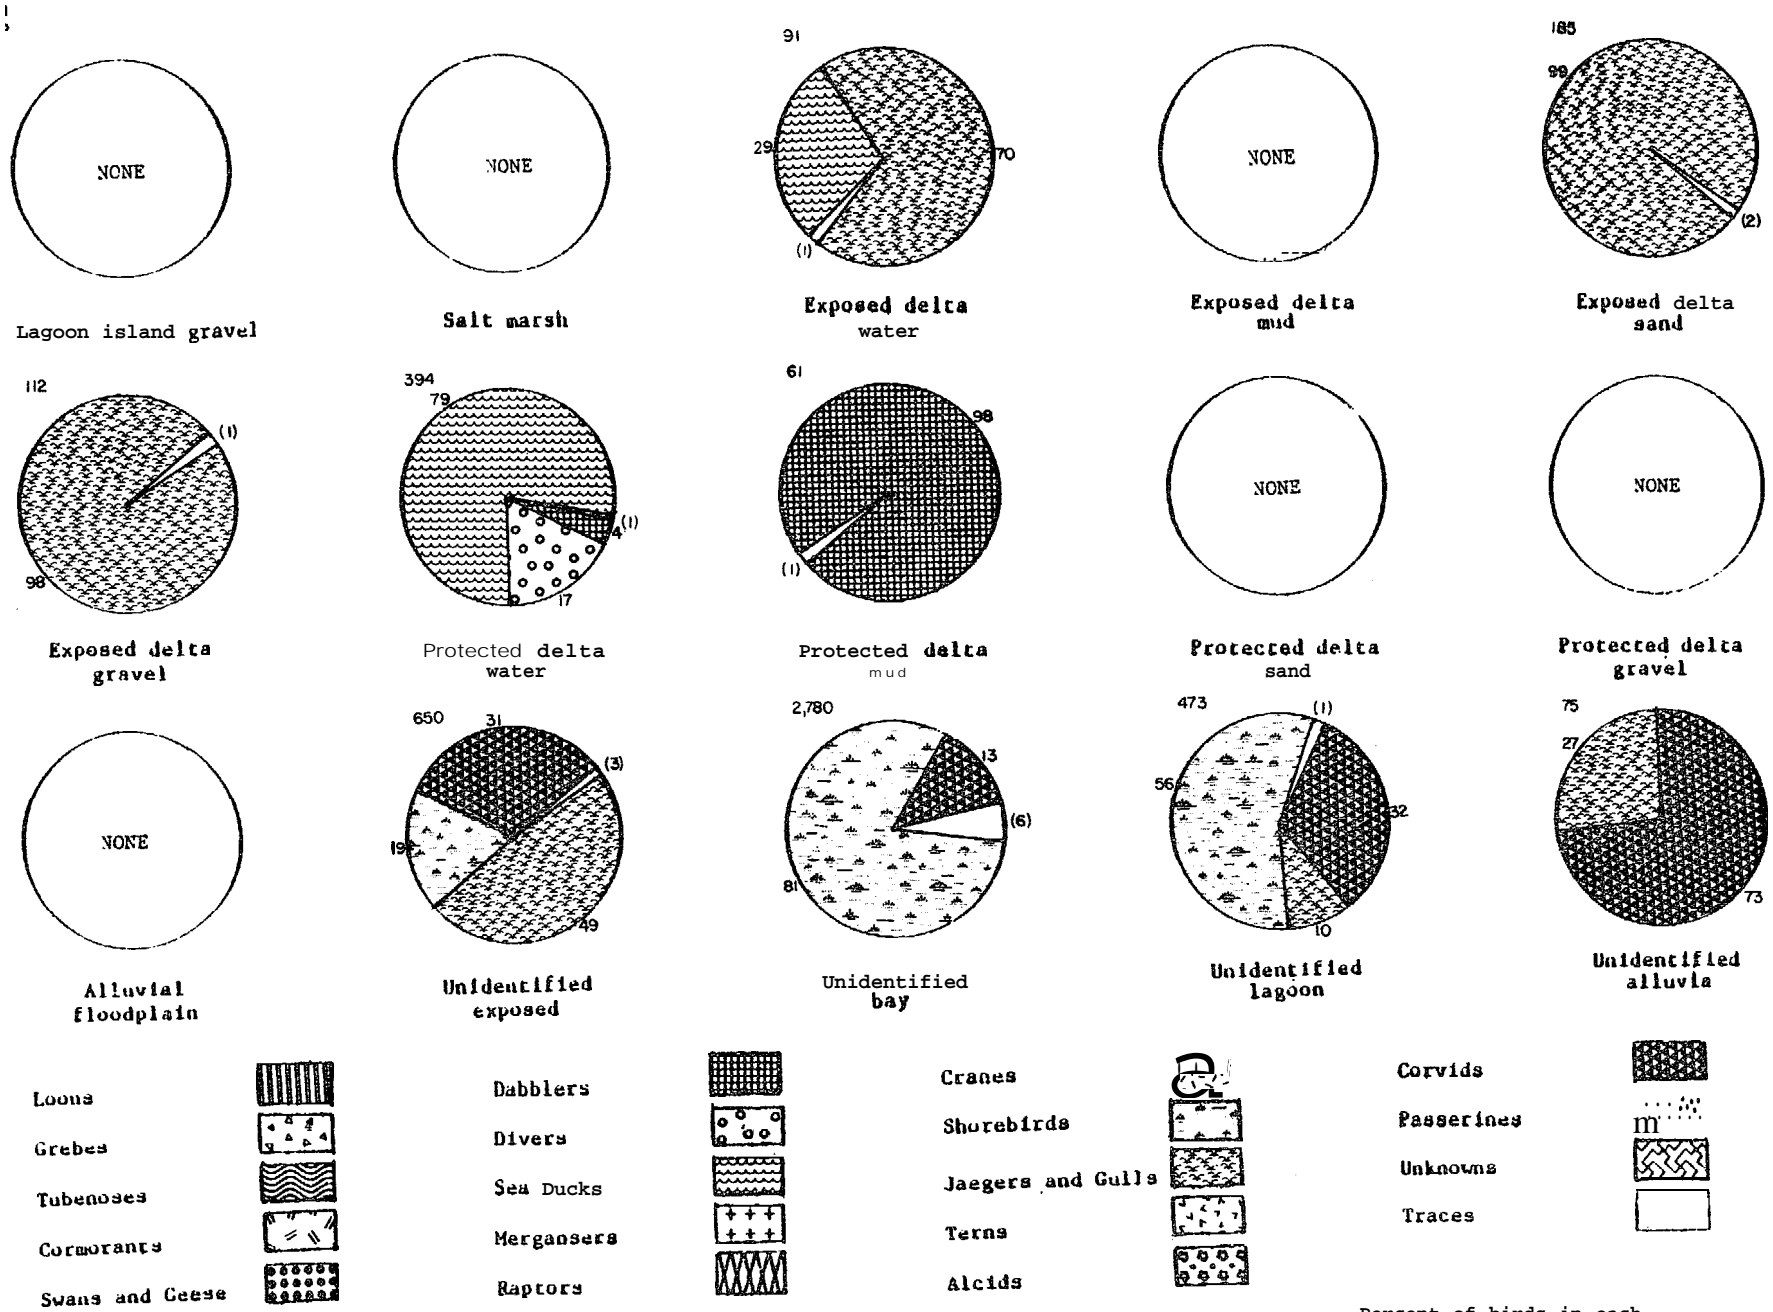 91
185
99
NONE
NONE
29
70
NONE
(1)
(2)
Lagoon island gravel
Salt marsh
Exposed delta
water
Exposed delta
mud
Exposed delta
sand
112
394
79
61
98
(1)
(1)
4
17
98
(1)
NONE
NONE
Exposed delta
gravel
Protected delta
water
Protected delta
mud
Protected delta
sand
Protected delta
gravel
650
31
2,780
473
(1)
75
27
NONE
(3)
19
49
13
(6)
81
56
32
10
73
Alluvial
floodplain
Unidentified
exposed
Unidentified
bay
Unidentified
lagoon
Unidentified
alluvia
Loons
Grebes
Tubenoses
Cormorants
Swans and Geese
Dabblers
Divers
Sea Ducks
Mergansers
Raptors
Cranes
Shorebirds
Jaegers and Gulls
Terns
Alcids
Corvids
Passerines
Unknowns
Traces